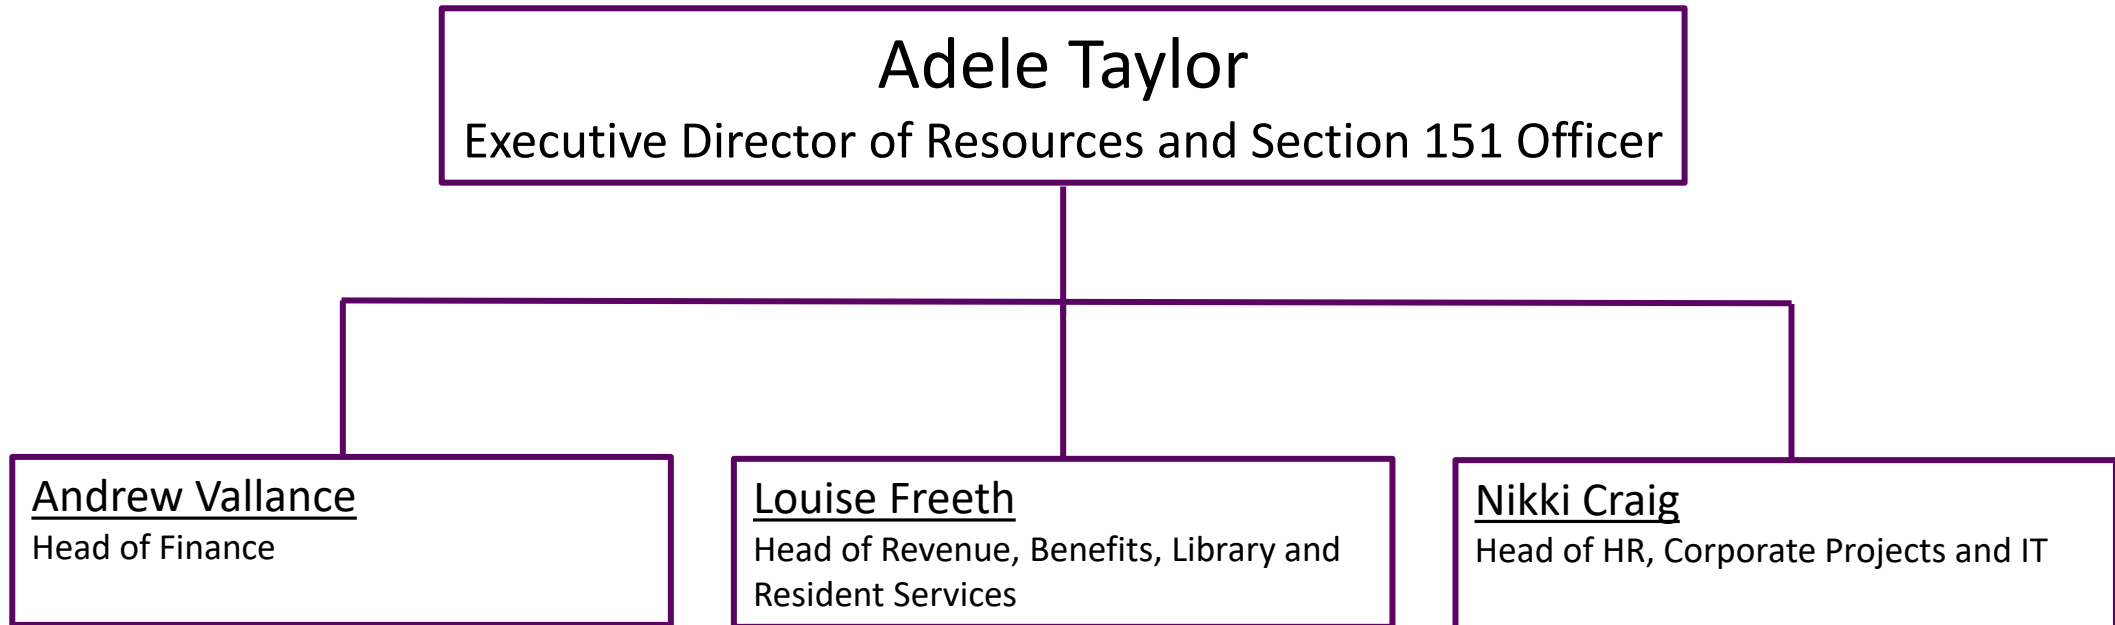 Adele Taylor
Executive Director of Resources and Section 151 Officer
Andrew Vallance
Head of Finance
Louise Freeth
Head of Revenue, Benefits, Library and
Resident Services
Nikki Craig
Head of HR, Corporate Projects and IT